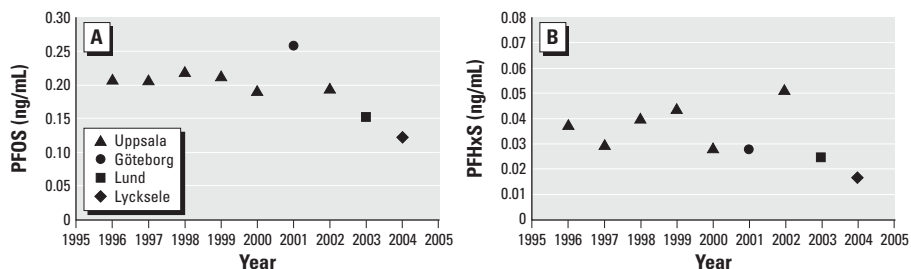 A
PFOS (ng/mL)
0.30
0.25
0.20
0.15
0.10
0.05
0
Uppsala
Göteborg
Lund
Lycksele
1995 1996 1997 1998 1999 2000 2001 2002 2003 2004 2005
Year
B
PFHxS (ng/mL)
0.08
0.07
0.06
0.05
0.04
0.03
0.02
0.01
0
1995 1996 1997 1998 1999 2000 2001 2002 2003 2004 2005
Year